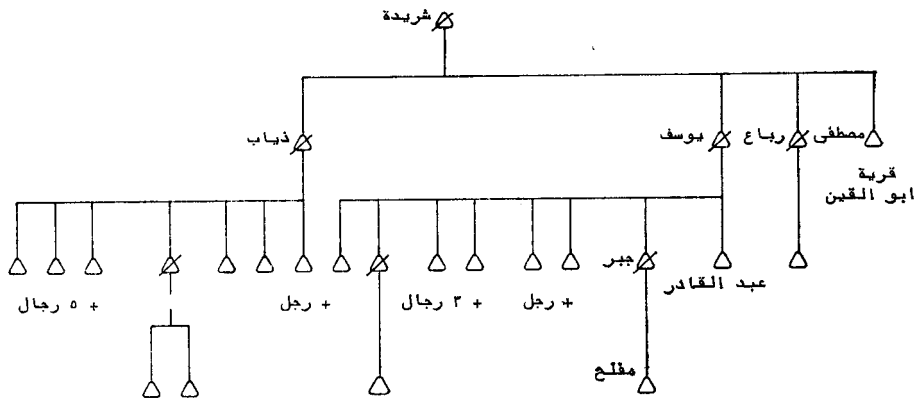 شريدة
مصطفى
رباع
يوسف
ذياب
قرية
ابو القين
عبد القادر
جبر
+ رجل
+ ٣ رجال
+ رجل
+ ٥ رجال
مفلح